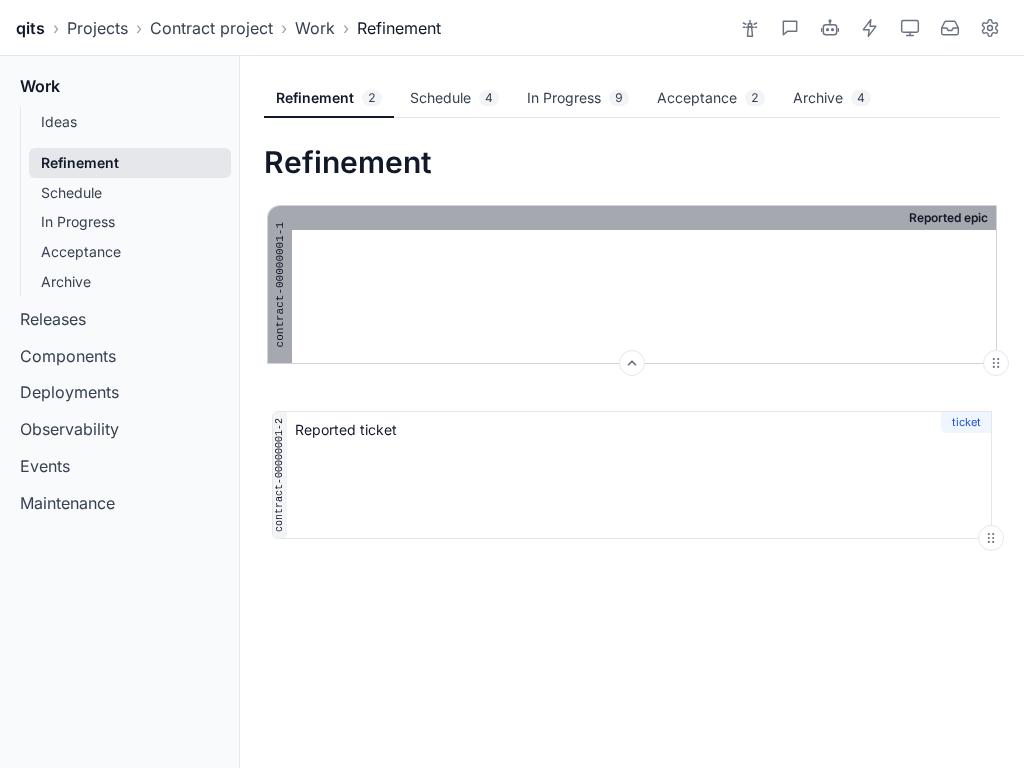 qits › Projects › Contract project › Work › Refinement
Work
Ideas
Refinement
Schedule
In Progress
Acceptance
Archive
Releases
Components
Deployments
Observability
Events
Maintenance
Refinement 2
Schedule 4
In Progress 9
Acceptance 2
Archive 4
Refinement
Reported epic
contract-00000001-1
contract-00000001-2
Reported ticket
ticket